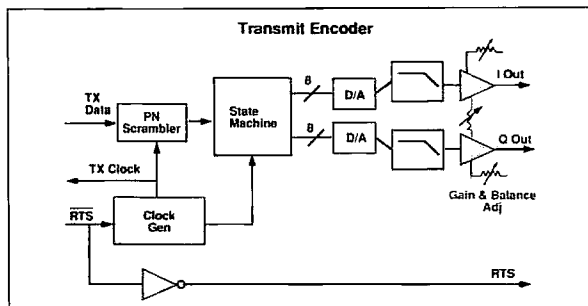 Transmit Encoder
TX
Data
PN
Scrambler
State
Machine
8
D/A
I Out
8
D/A
Q Out
TX Clock
Gain & Balance
Adj
RTS
Clock
Gen
RTS